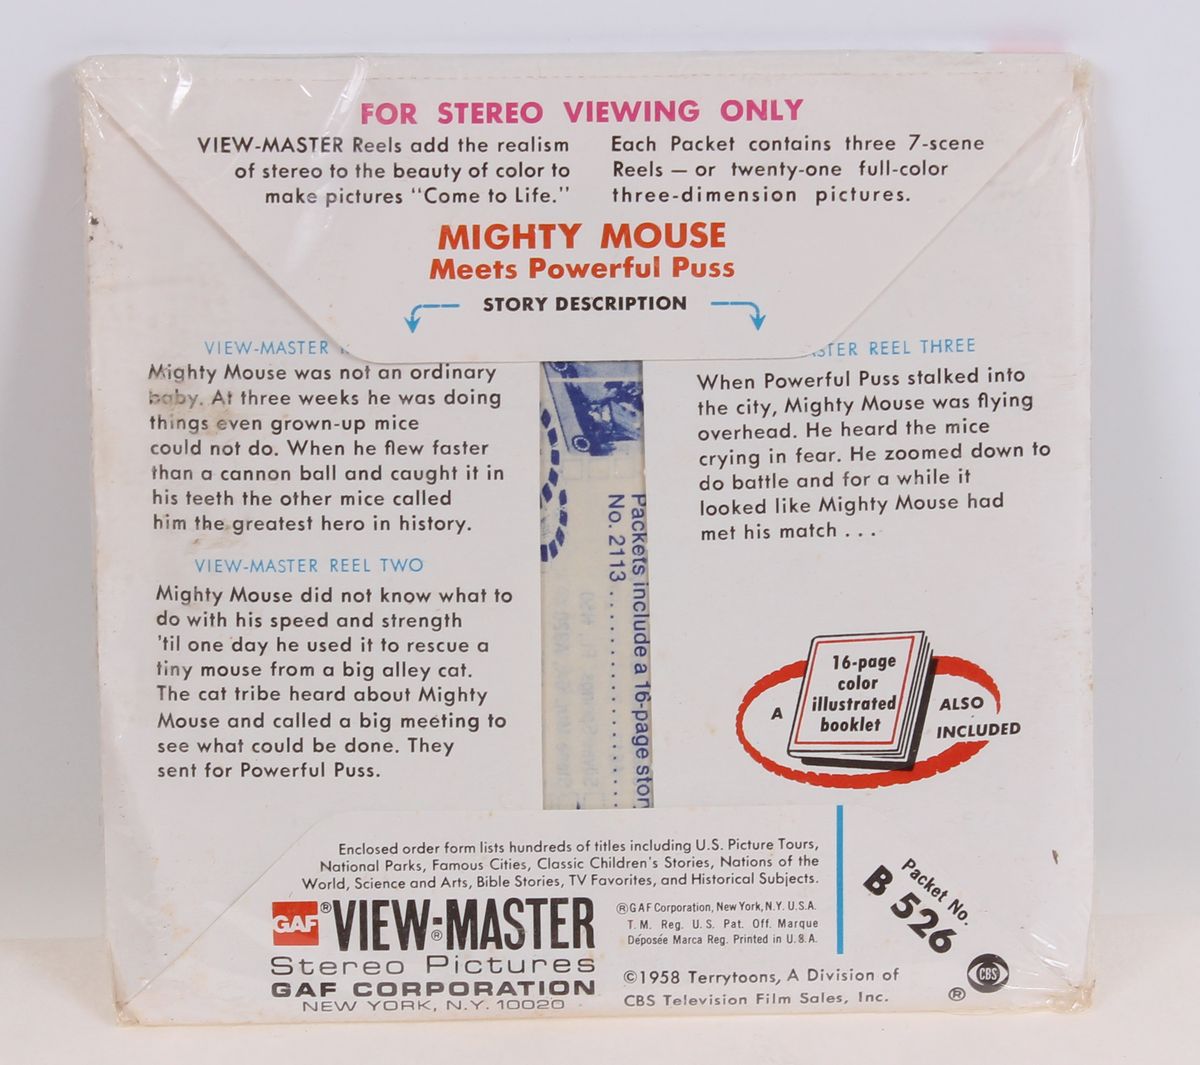 FOR STEREO VIEWING ONLY
VIEW-MASTER Reels add the realism
of stereo to the beauty of color to
make pictures "Come to Life."
Each Packet contains three 7-scene
Reels — or twenty-one full-color
three-dimension pictures.
MIGHTY MOUSE
Meets Powerful Puss
STORY DESCRIPTION
VIEW-MASTER
Mighty Mouse was not an ordinary
baby. At three weeks he was doing
things even grown-up mice
could not do. When he flew faster
than a cannon ball and caught it in
his teeth the other mice called
him the greatest hero in history.
VIEW-MASTER REEL TWO
Mighty Mouse did not know what to
do with his speed and strength
'til one day he used it to rescue a
tiny mouse from a big alley cat.
The cat tribe heard about Mighty
Mouse and called a big meeting to
see what could be done. They
sent for Powerful Puss.
Packets include a 16-page stor
No. 2113 . . . . . . . . . . . . . .
REEL THREE
When Powerful Puss stalked into
the city, Mighty Mouse was flying
overhead. He heard the mice
crying in fear. He zoomed down to
do battle and for a while it
looked like Mighty Mouse had
met his match . . .
A
16-page
color
illustrated
booklet
ALSO
INCLUDED
Enclosed order form lists hundreds of titles including U.S. Picture Tours,
National Parks, Famous Cities, Classic Children's Stories, Nations of the
World, Science and Arts, Bible Stories, TV Favorites, and Historical Subjects.
GAF® VIEW-MASTER®
Stereo Pictures
GAF CORPORATION
NEW YORK, N.Y. 10020
®GAF Corporation, New York, N.Y. U.S.A.
T. M. Reg. U. S. Pat. Off. Marque
Déposée Marca Reg. Printed in U.S.A.
©1958 Terrytoons, A Division of
CBS Television Film Sales, Inc.
Packet No.
B 526
® CBS